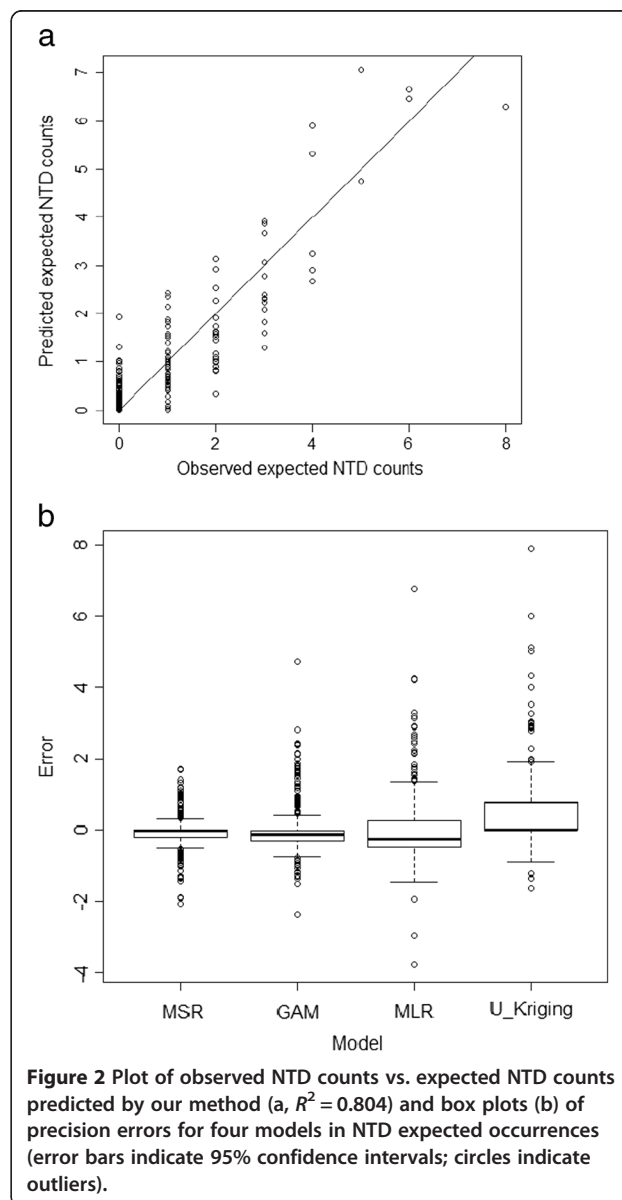 a
7
6
5
4
3
2
1
0
Predicted expected NTD counts
0 2 4 6 8
Observed expected NTD counts
b
8
6
4
2
0
-2
-4
Error
MSR GAM MLR U_Kriging
Model
Figure 2 Plot of observed NTD counts vs. expected NTD counts
predicted by our method (a, R² = 0.804) and box plots (b) of
precision errors for four models in NTD expected occurrences
(error bars indicate 95% confidence intervals; circles indicate
outliers).